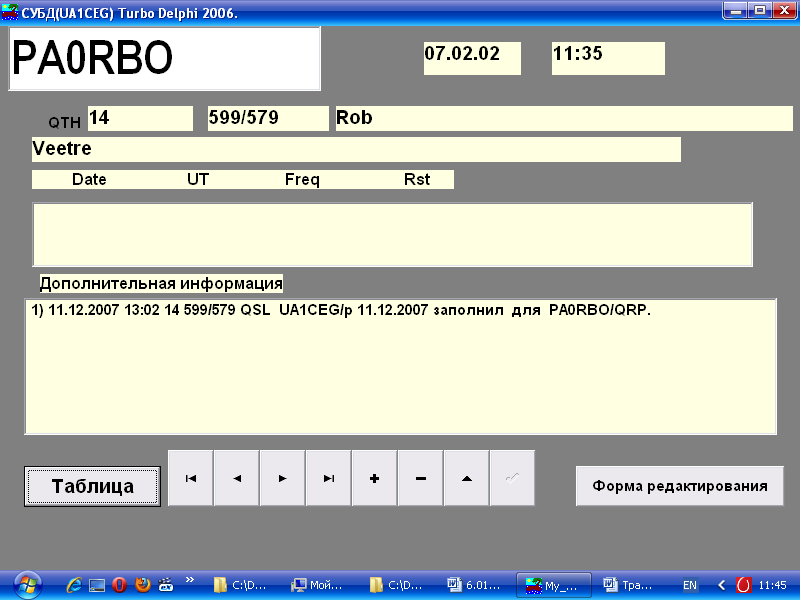 СУБД(UA1CEG) Turbo Delphi 2006.
PA0RBO
07.02.02 11:35
QTH 14 599/579 Rob
Veetre
Date UT Freq Rst
Дополнительная информация
1) 11.12.2007 13:02 14 599/579 QSL UA1CEG/p 11.12.2007 заполнил для PA0RBO/QRP.
Таблица
Форма редактирования
C:\D... Мой... C:\D... 6.01... My_... Тра... EN 11:45